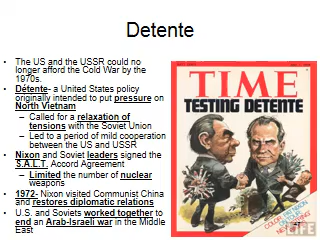 Detente
• The US and the USSR could no
longer afford the Cold War by the
1970s.
• Détente- a United States policy
originally intended to put pressure on
North Vietnam
– Called for a relaxation of
tensions with the Soviet Union
– Led to a period of mild cooperation
between the US and USSR
• Nixon and Soviet leaders signed the
S.A.L.T. Accord Agreement
– Limited the number of nuclear
weapons
• 1972- Nixon visited Communist China
and restores diplomatic relations
• U.S. and Soviets worked together to
end an Arab-Israeli war in the Middle
East
TIME
TESTING DETENTE
LIFE